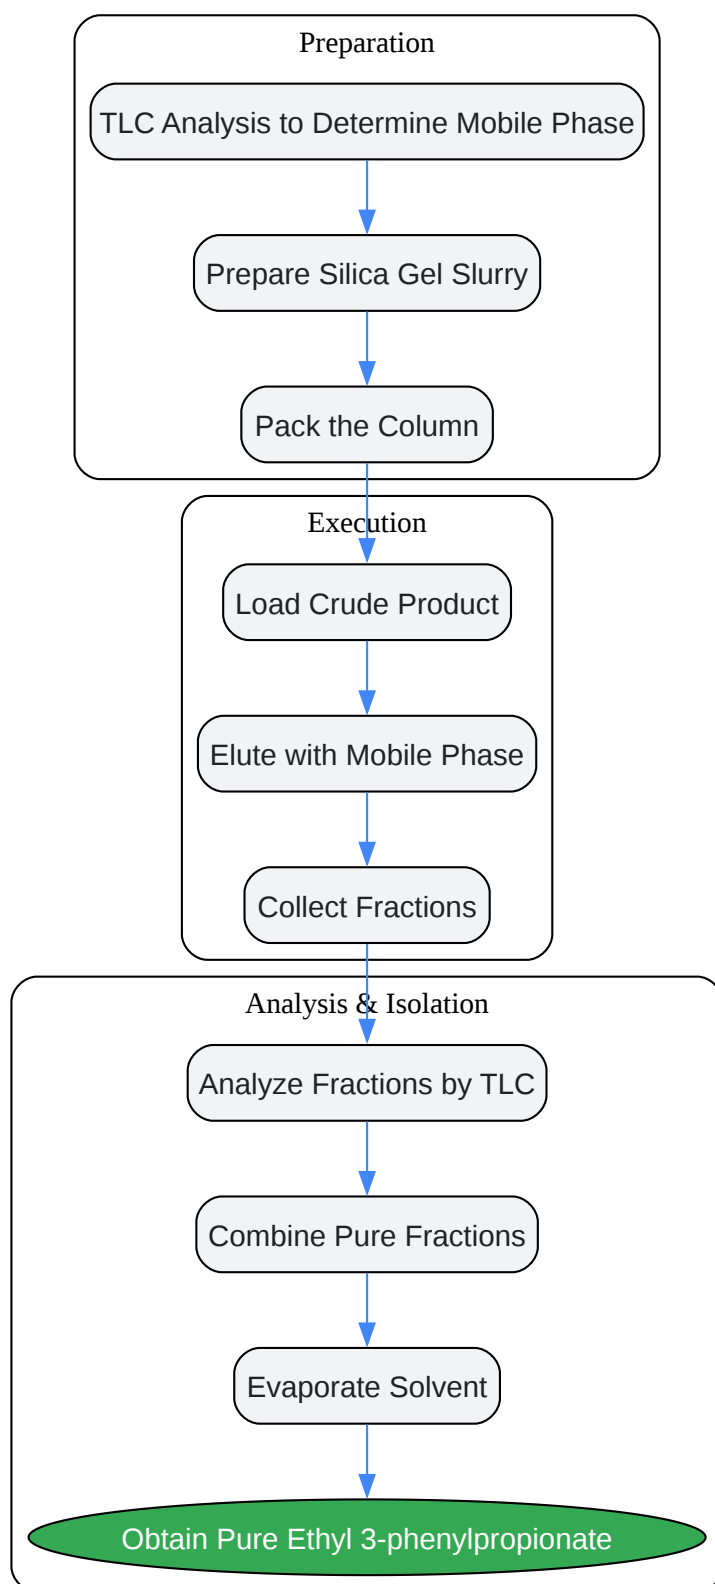 Preparation
TLC Analysis to Determine Mobile Phase
Prepare Silica Gel Slurry
Pack the Column
Execution
Load Crude Product
Elute with Mobile Phase
Collect Fractions
Analysis & Isolation
Analyze Fractions by TLC
Combine Pure Fractions
Evaporate Solvent
Obtain Pure Ethyl 3-phenylpropionate